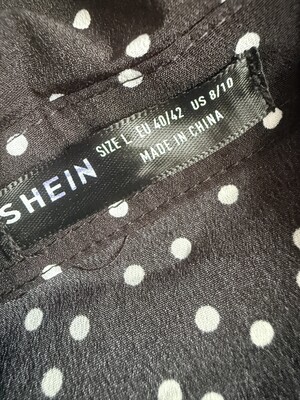 SHEIN
SIZE L EU 40/42 US 8/10
MADE IN CHINA